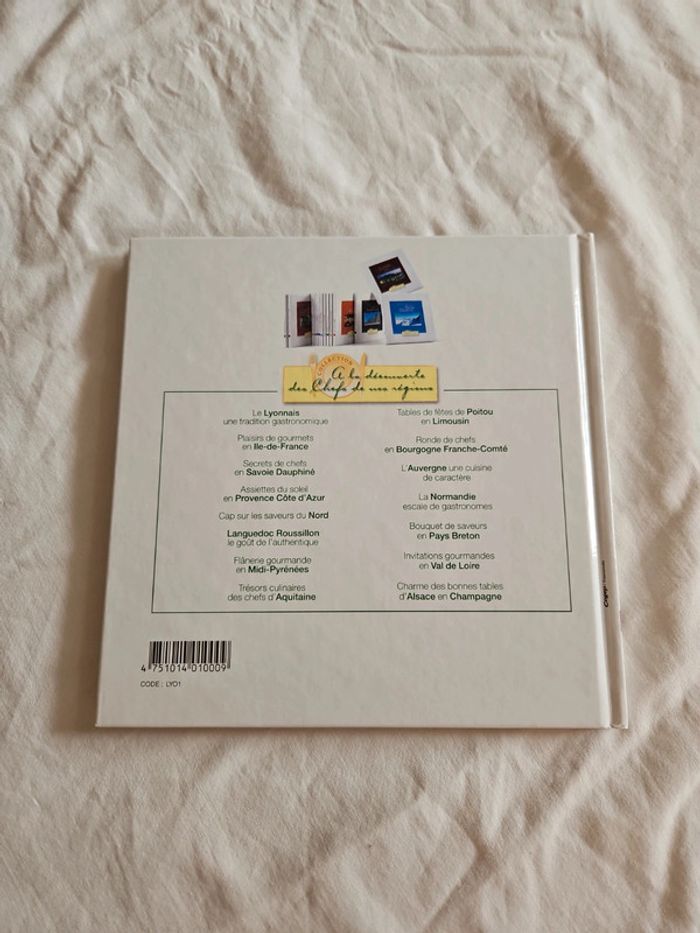 COLLECTION
A la découverte
des Chefs de nos régions
Le Lyonnais
une tradition gastronomique
Plaisirs de gourmets
en Ile-de-France
Secrets de chefs
en Savoie Dauphiné
Assiettes du soleil
en Provence Côte d'Azur
Cap sur les saveurs du Nord
Languedoc Roussillon
le goût de l'authentique
Flânerie gourmande
en Midi-Pyrénées
Trésors culinaires
des chefs d'Aquitaine
Tables de fêtes de Poitou
en Limousin
Ronde de chefs
en Bourgogne Franche-Comté
L'Auvergne une cuisine
de caractère
La Normandie
escale de gastronomes
Bouquet de saveurs
en Pays Breton
Invitations gourmandes
en Val de Loire
Charme des bonnes tables
d'Alsace en Champagne
4 751014 010009
CODE : LYO1